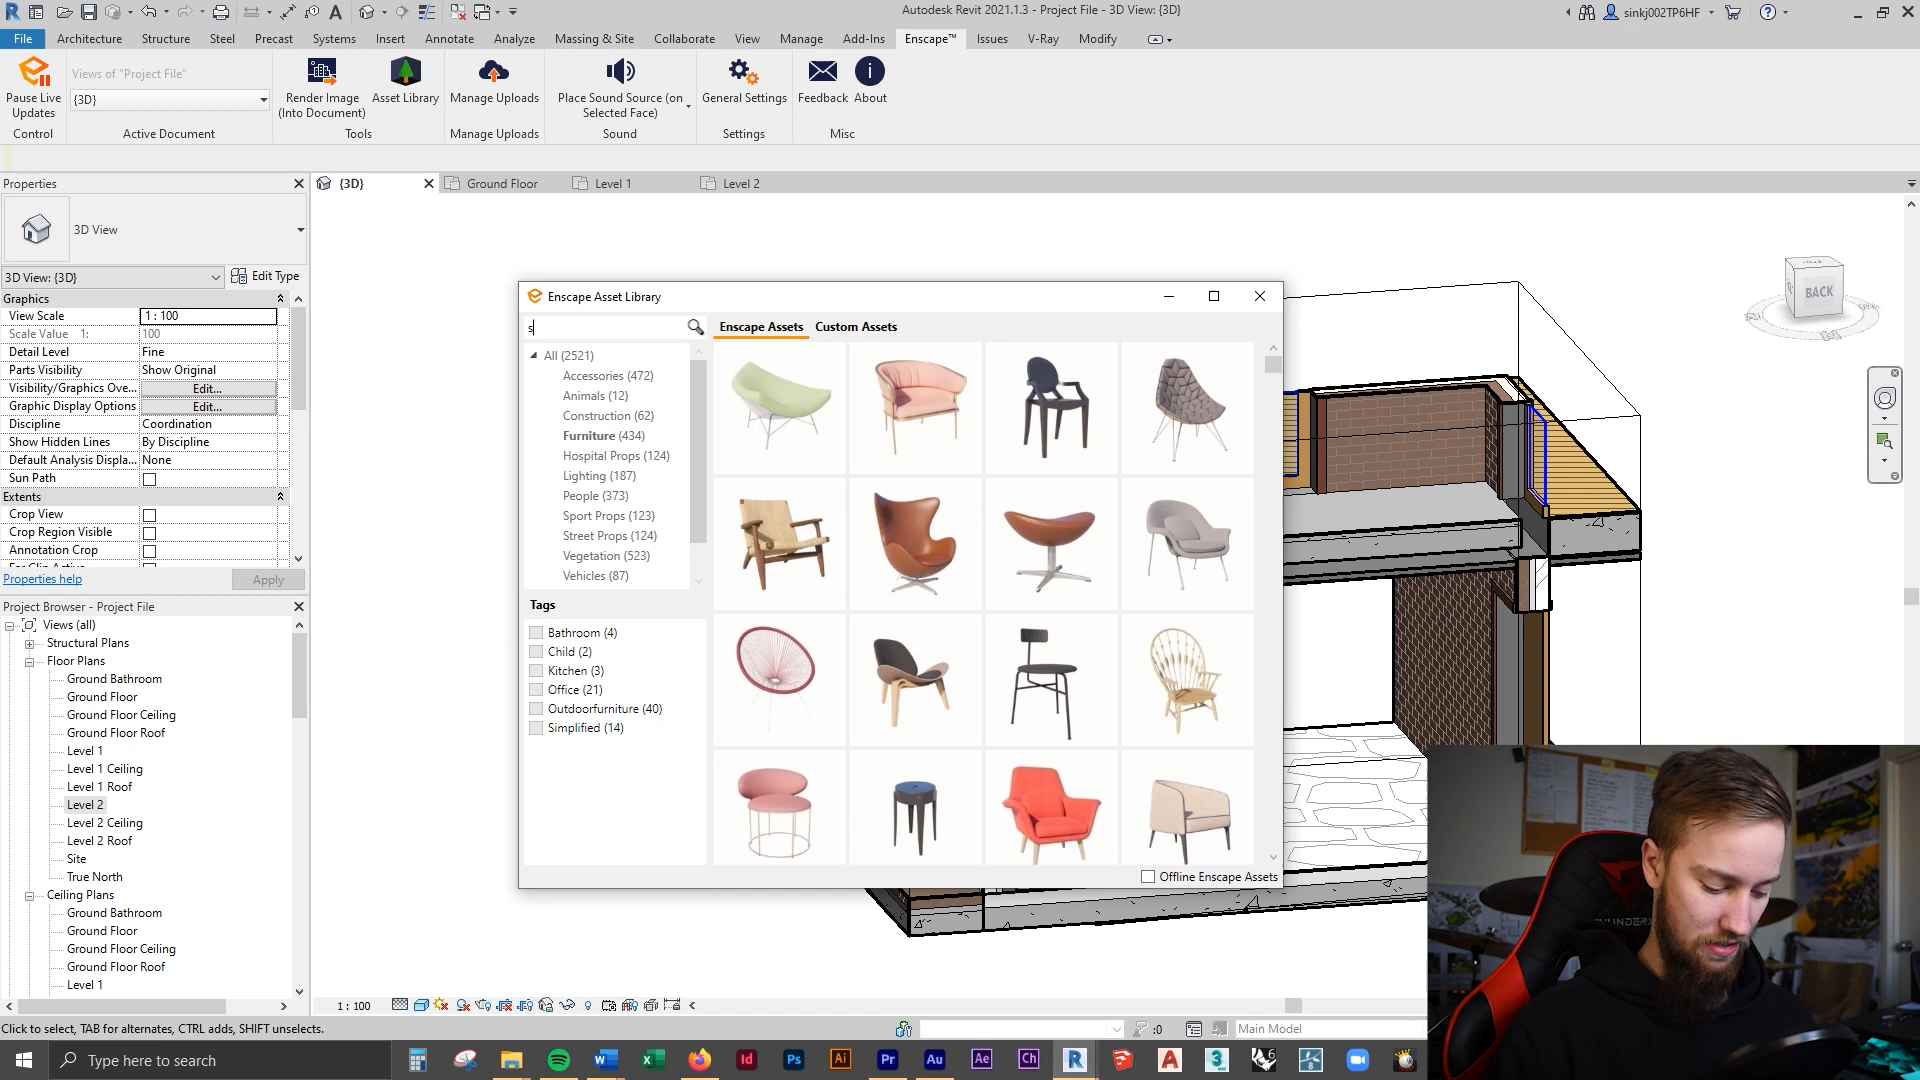 Autodesk Revit 2021.1.3 - Project File - 3D View: {3D}
sinkj002TP6HF
File Architecture Structure Steel Precast Systems Insert Annotate Analyze Massing & Site Collaborate View Manage Add-Ins Enscape™ Issues V-Ray Modify
Pause Live Updates
Views of "Project File"
{3D}
Render Image (Into Document)
Asset Library
Manage Uploads
Place Sound Source (on Selected Face)
General Settings
Feedback
About
Control Active Document Tools Manage Uploads Sound Settings Misc
Properties
{3D}
Ground Floor
Level 1
Level 2
3D View
3D View: {3D}
Edit Type
Graphics
View Scale 1 : 100
Scale Value 1: 100
Detail Level Fine
Parts Visibility Show Original
Visibility/Graphics Ove... Edit...
Graphic Display Options Edit...
Discipline Coordination
Show Hidden Lines By Discipline
Default Analysis Displa... None
Sun Path
Extents
Crop View
Crop Region Visible
Annotation Crop
Properties help
Apply
Project Browser - Project File
Views (all)
Structural Plans
Floor Plans
Ground Bathroom
Ground Floor
Ground Floor Ceiling
Ground Floor Roof
Level 1
Level 1 Ceiling
Level 1 Roof
Level 2
Level 2 Ceiling
Level 2 Roof
Site
True North
Ceiling Plans
Ground Bathroom
Ground Floor
Ground Floor Ceiling
Ground Floor Roof
Level 1
Enscape Asset Library
s
Enscape Assets
Custom Assets
All (2521)
Accessories (472)
Animals (12)
Construction (62)
Furniture (434)
Hospital Props (124)
Lighting (187)
People (373)
Sport Props (123)
Street Props (124)
Vegetation (523)
Vehicles (87)
Tags
Bathroom (4)
Child (2)
Kitchen (3)
Office (21)
Outdoorfurniture (40)
Simplified (14)
Offline Enscape Assets
BACK
1 : 100
Click to select, TAB for alternates, CTRL adds, SHIFT unselects.
:0
Main Model
Type here to search
Id
Ps
Ai
Pr
Au
Ae
Ch
R
A
3